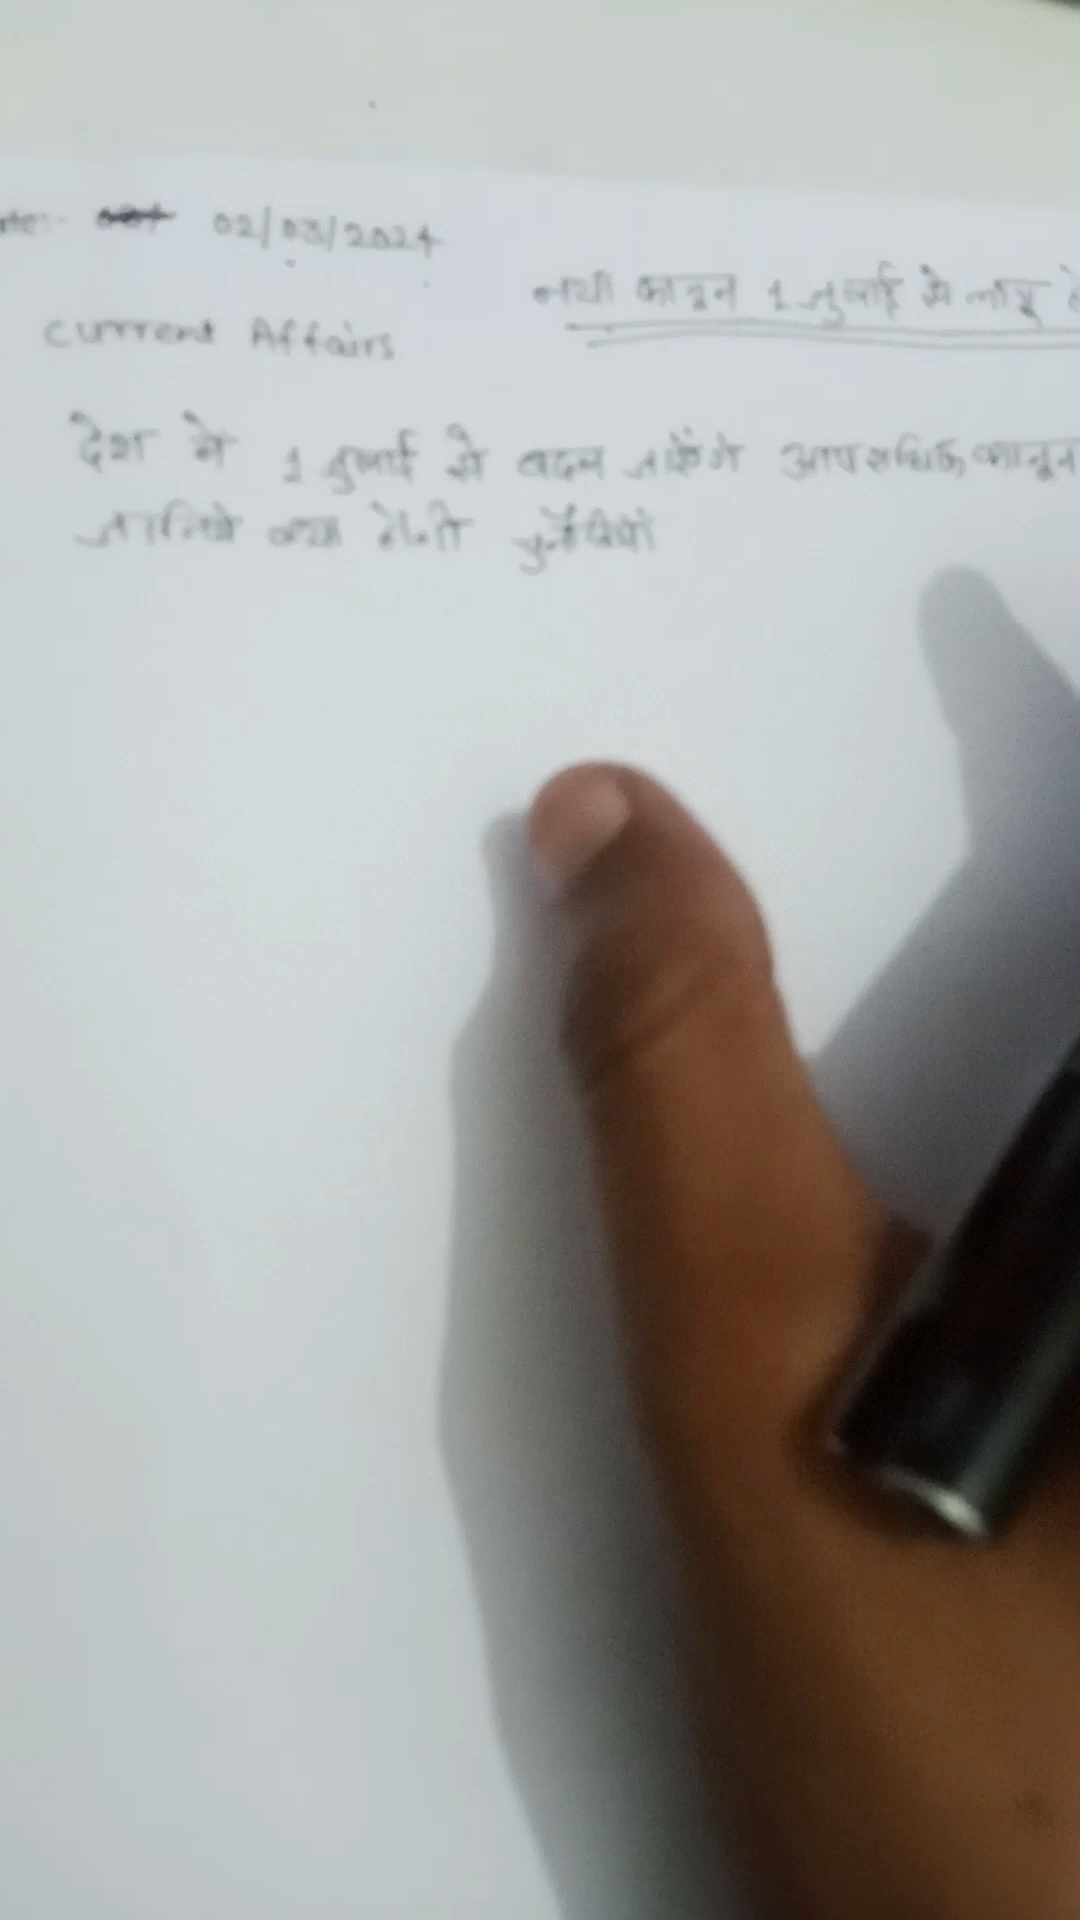 02/03/2024
नयी कानून 1 जुलाई से लागू
Current Affairs
देश में 1 जुलाई से बदल जायेंगे आपराधिक कानून
जानिये क्या होगी चुनौतियां